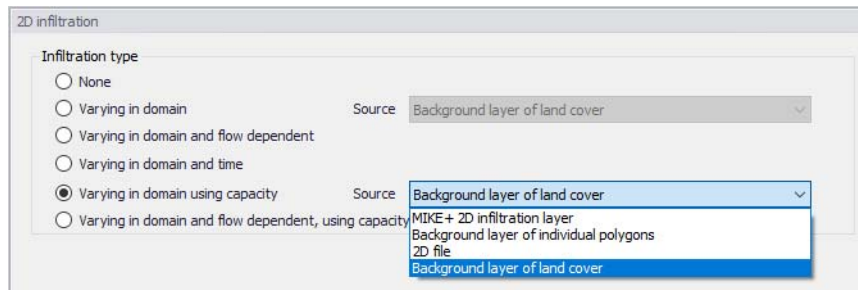 2D infiltration
Infiltration type
None
Varying in domain Source Background layer of land cover
Varying in domain and flow dependent
Varying in domain and time
Varying in domain using capacity Source Background layer of land cover
Varying in domain and flow dependent, using capacity
MIKE+ 2D infiltration layer
Background layer of individual polygons
2D file
Background layer of land cover